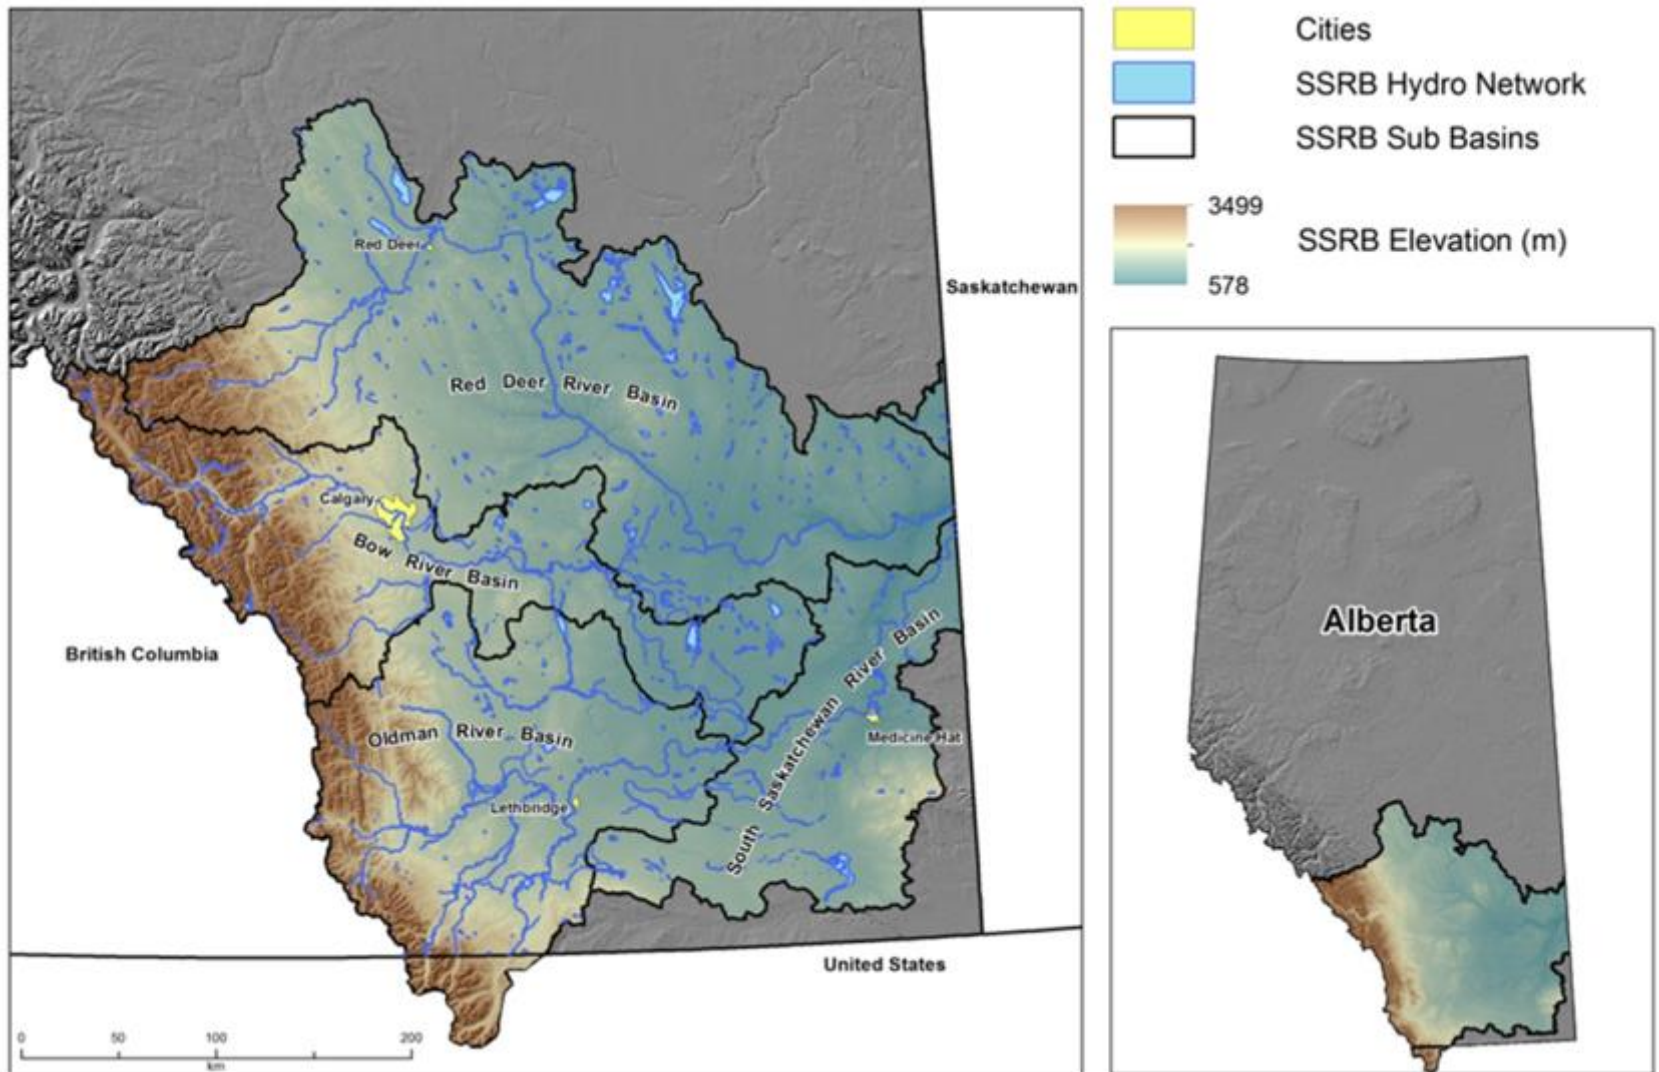 Cities
SSRB Hydro Network
SSRB Sub Basins
3499
SSRB Elevation (m)
578
Red Deer
Saskatchewan
Red Deer River Basin
Calgary
Bow River Basin
British Columbia
South Saskatchewan River Basin
Oldman River Basin
Medicine Hat
Lethbridge
United States
0 50 100 200
km
Alberta